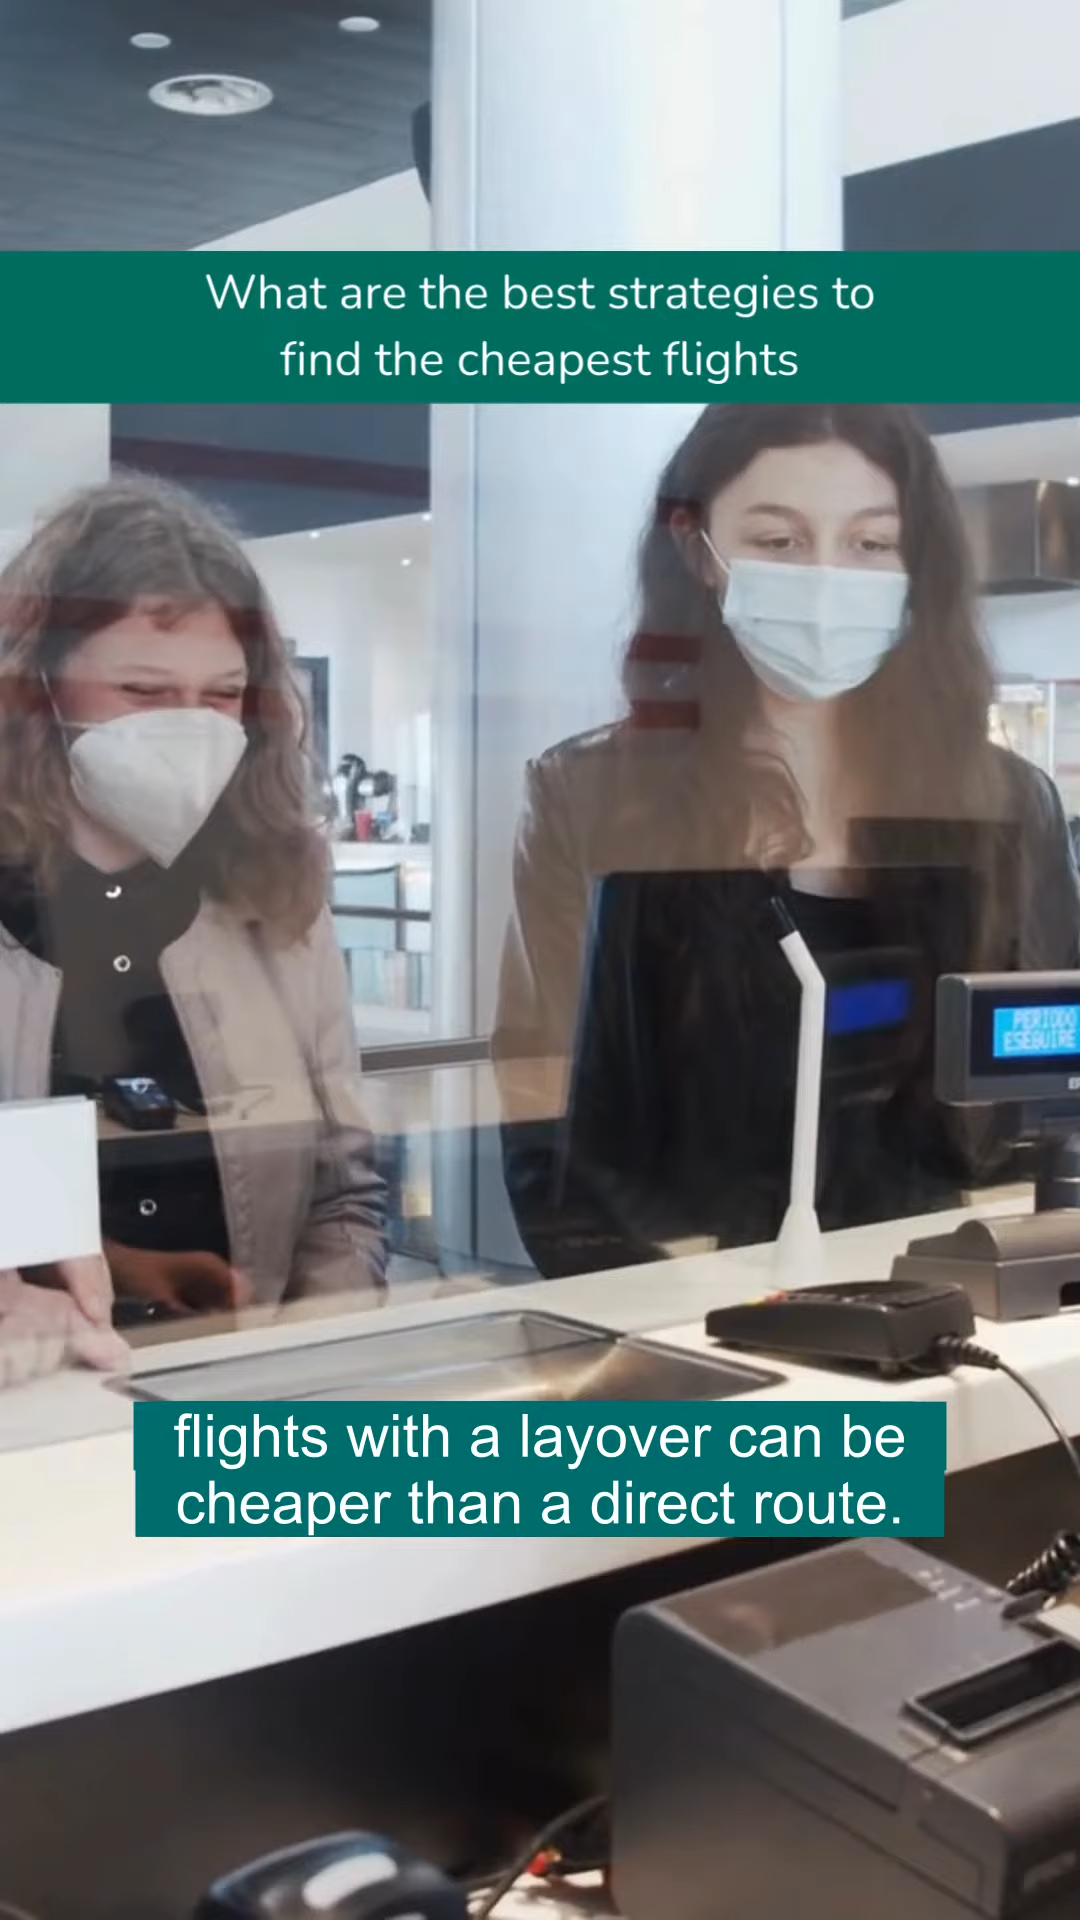 What are the best strategies to
find the cheapest flights
PERIODO
ESEGUIRE
flights with a layover can be
cheaper than a direct route.